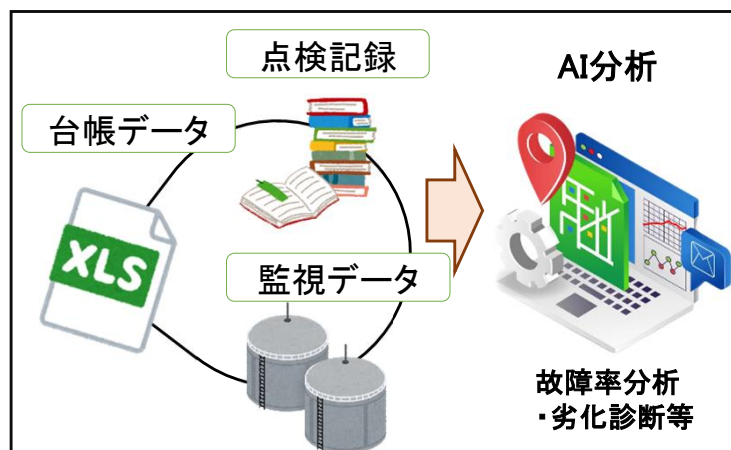 点検記録
台帳データ
XLS
監視データ
AI分析
故障率分析
・劣化診断等